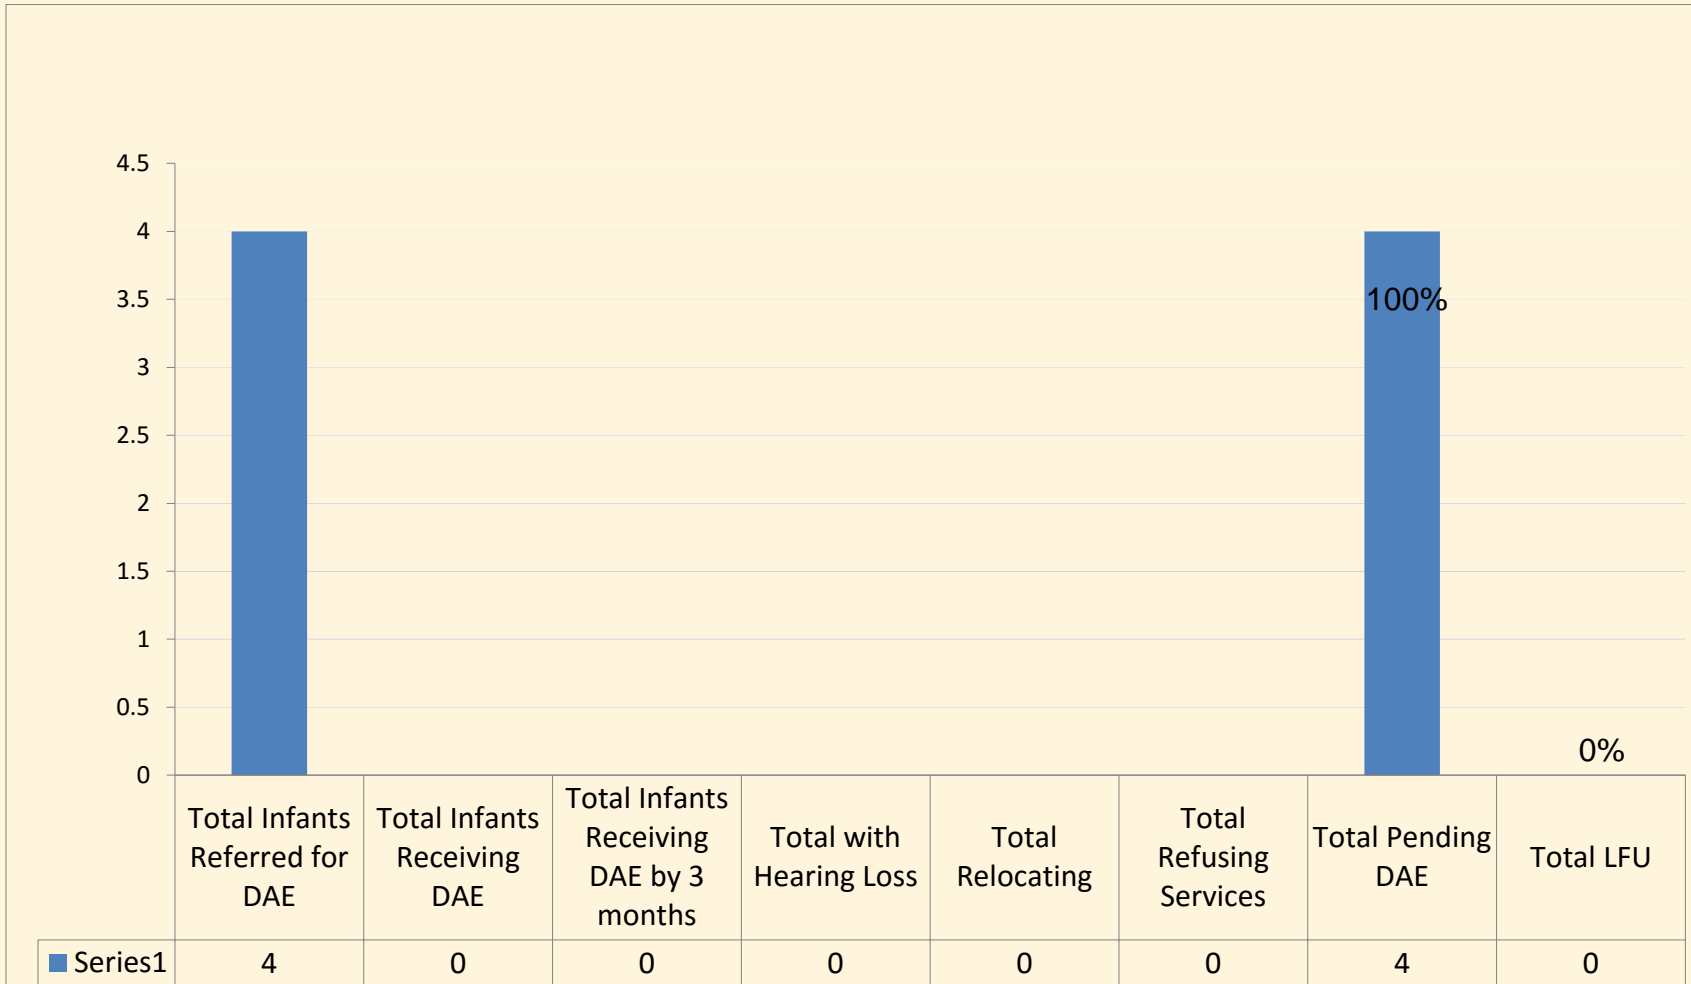 4.5
4
3.5
3
2.5
2
1.5
1
0.5
0
100%
0%
Total Infants
Referred for
DAE
Total Infants
Receiving
DAE
Total Infants
Receiving
DAE by 3
months
Total with
Hearing Loss
Total
Relocating
Total
Refusing
Services
Total Pending
DAE
Total LFU
Series1 4 0 0 0 0 0 4 0